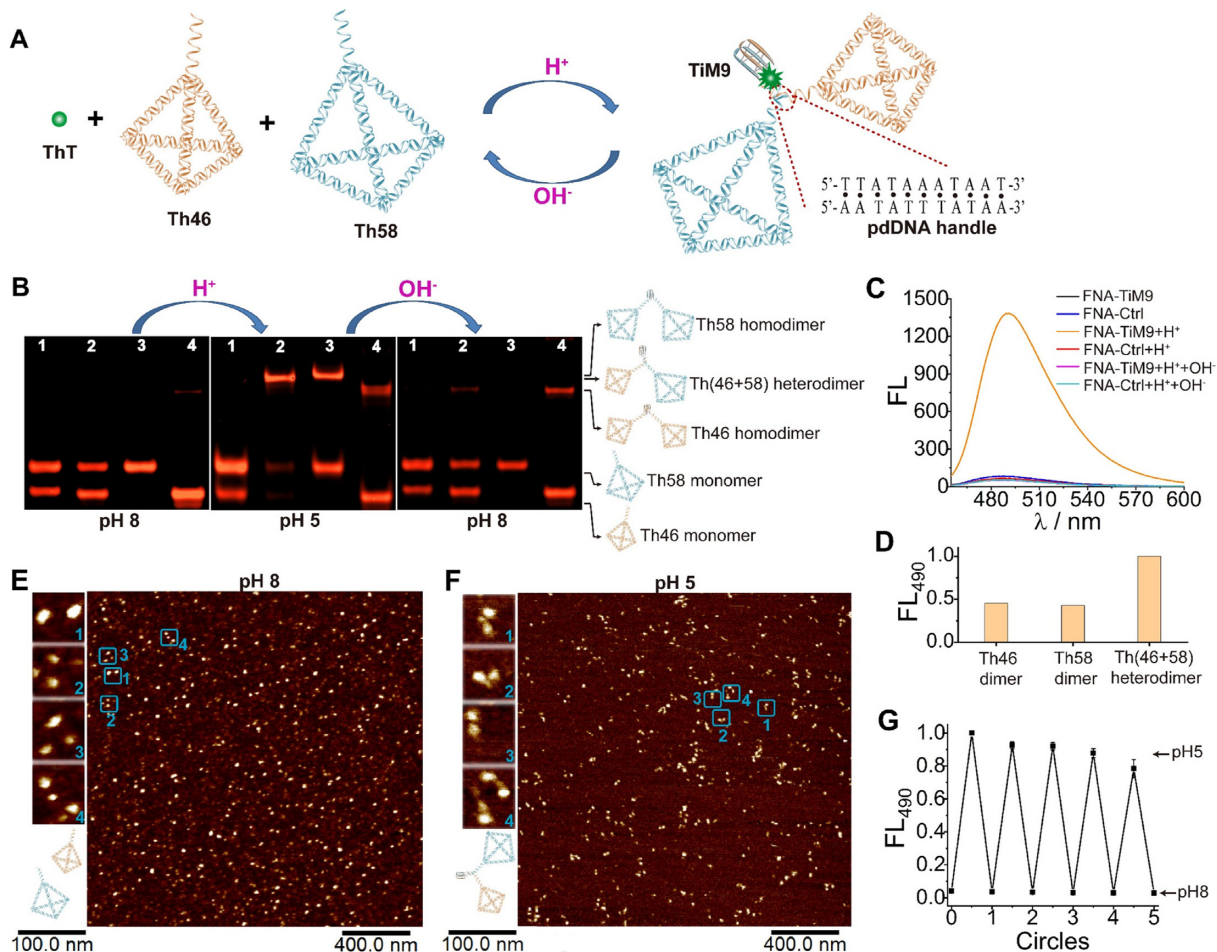 A
H⁺
OH⁻
ThT
+
Th46
+
Th58
TiM9
5'-TTATAAATAAT-3'
5'-AATATTTATAA-3'
pdDNA handle
B
H⁺
OH⁻
1 2 3 4
1 2 3 4
1 2 3 4
pH 8
pH 5
pH 8
Th58 homodimer
Th(46+58) heterodimer
Th46 homodimer
Th58 monomer
Th46 monomer
C
FL
1500
1200
900
600
300
0
480 510 540 570 600
λ / nm
FNA-TiM9
FNA-Ctrl
FNA-TiM9+H⁺
FNA-Ctrl+H⁺
FNA-TiM9+H⁺+OH⁻
FNA-Ctrl+H⁺+OH⁻
D
FL₄₉₀
1.0
0.5
0.0
Th46
dimer
Th58
dimer
Th(46+58)
heterodimer
E
pH 8
1
2
3
4
4
3
1
2
100.0 nm
400.0 nm
F
pH 5
1
2
3
4
3
4
1
2
100.0 nm
400.0 nm
G
FL₄₉₀
1.0
0.8
0.6
0.4
0.2
0.0
0 1 2 3 4 5
Circles
pH5
pH8